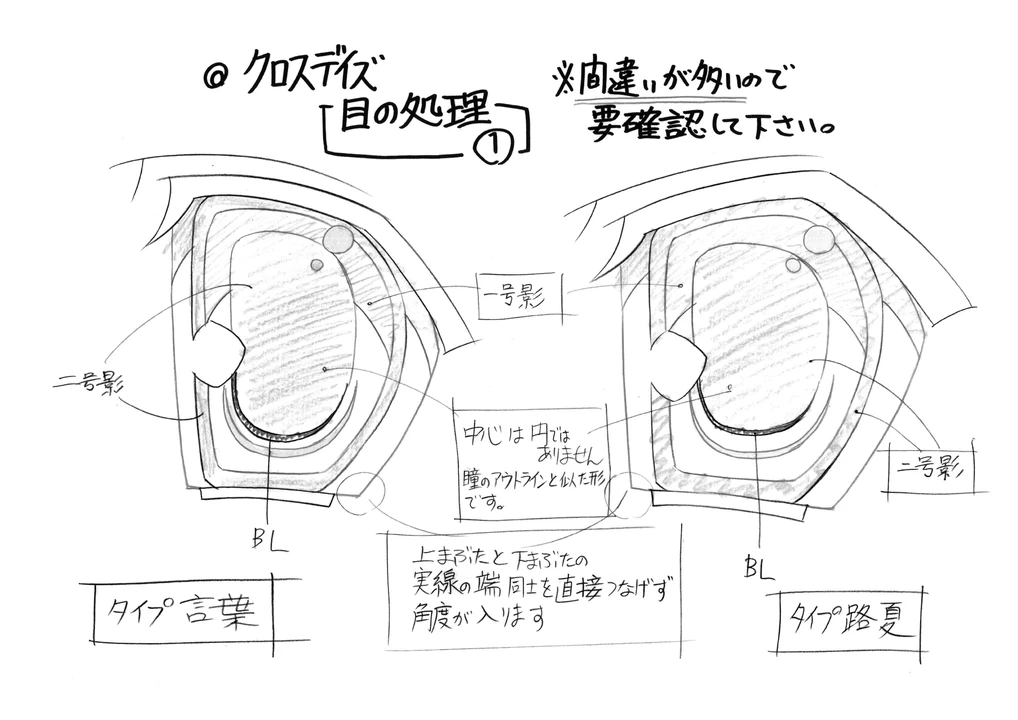 @ クロスデイズ
目の処理
①
※間違いが多いので
要確認して下さい。
一号影
二号影
中心は円では
ありません
瞳のアウトラインと似た形
です。
二号影
BL
BL
上まぶたと下まぶたの
実線の端同士を直接つなげず
角度が入ります
タイプ言葉
タイプ路夏